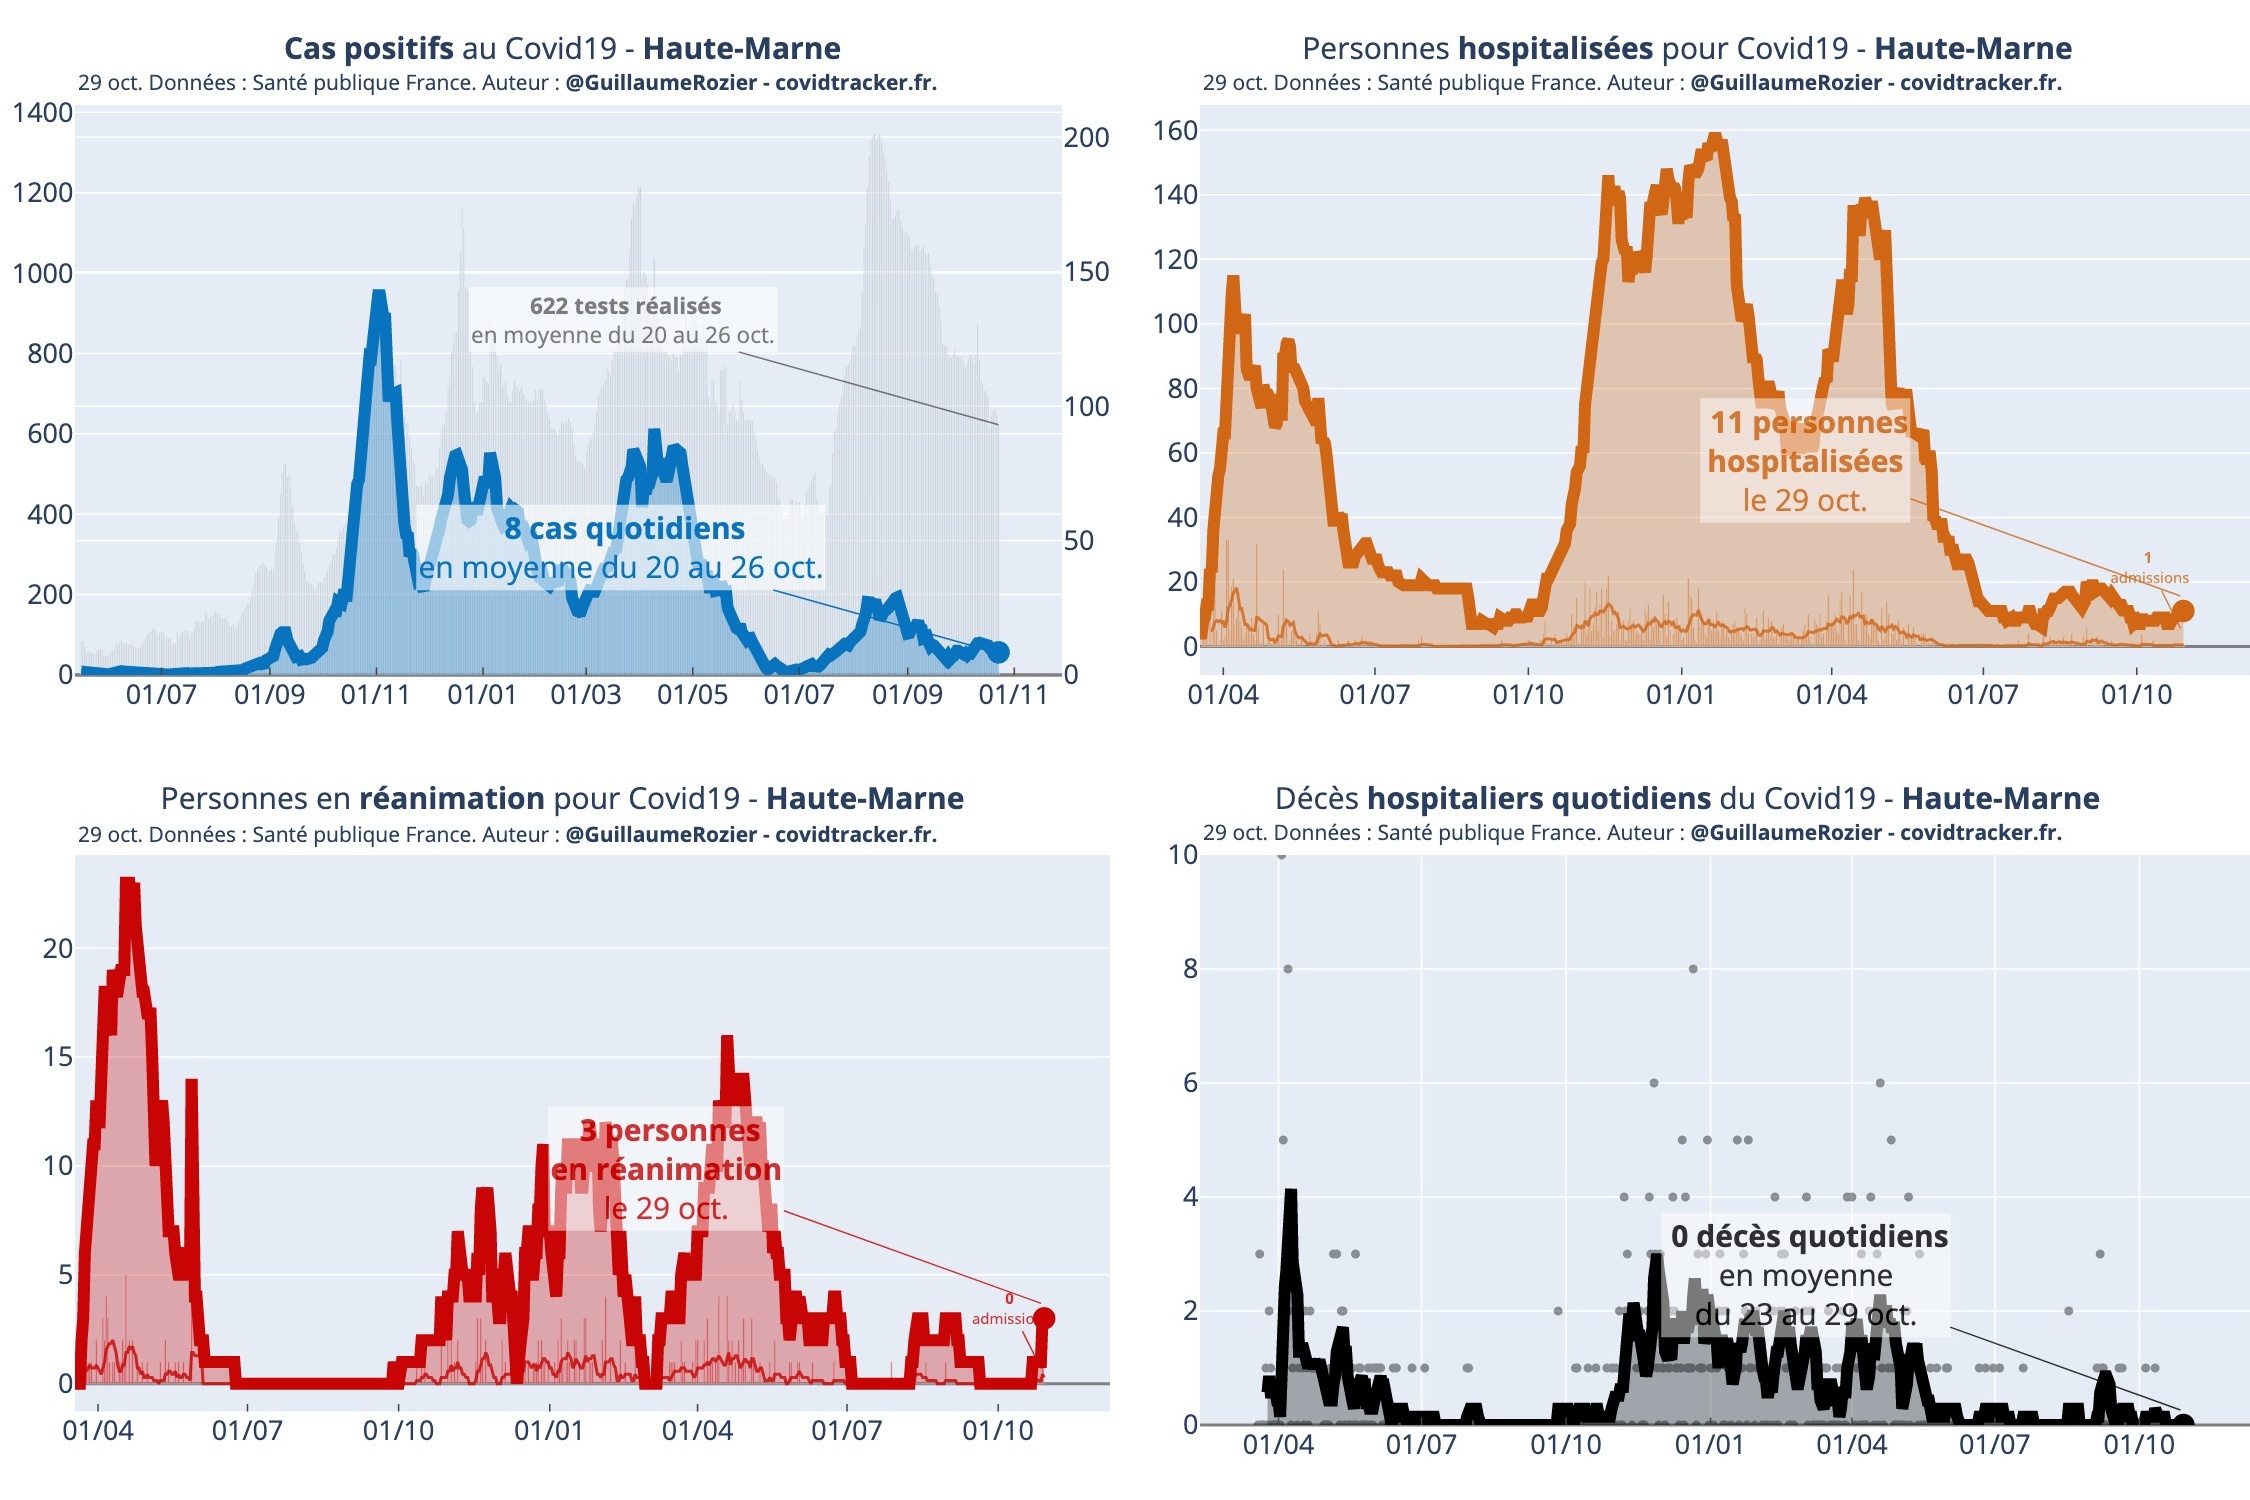 Cas positifs au Covid19 - Haute-Marne
29 oct. Données : Santé publique France. Auteur : @GuillaumeRozier - covidtracker.fr.
1400
1200
1000
800
600
400
200
0
200
150
100
50
0
622 tests réalisés
en moyenne du 20 au 26 oct.
8 cas quotidiens
en moyenne du 20 au 26 oct.
01/07 01/09 01/11 01/01 01/03 01/05 01/07 01/09 01/11
Personnes hospitalisées pour Covid19 - Haute-Marne
29 oct. Données : Santé publique France. Auteur : @GuillaumeRozier - covidtracker.fr.
160
140
120
100
80
60
40
20
0
11 personnes
hospitalisées
le 29 oct.
1
admissions
01/04 01/07 01/10 01/01 01/04 01/07 01/10
Personnes en réanimation pour Covid19 - Haute-Marne
29 oct. Données : Santé publique France. Auteur : @GuillaumeRozier - covidtracker.fr.
20
15
10
5
0
3 personnes
en réanimation
le 29 oct.
0
admissio
01/04 01/07 01/10 01/01 01/04 01/07 01/10
Décès hospitaliers quotidiens du Covid19 - Haute-Marne
29 oct. Données : Santé publique France. Auteur : @GuillaumeRozier - covidtracker.fr.
10
8
6
4
2
0
0 décès quotidiens
en moyenne
du 23 au 29 oct.
01/04 01/07 01/10 01/01 01/04 01/07 01/10